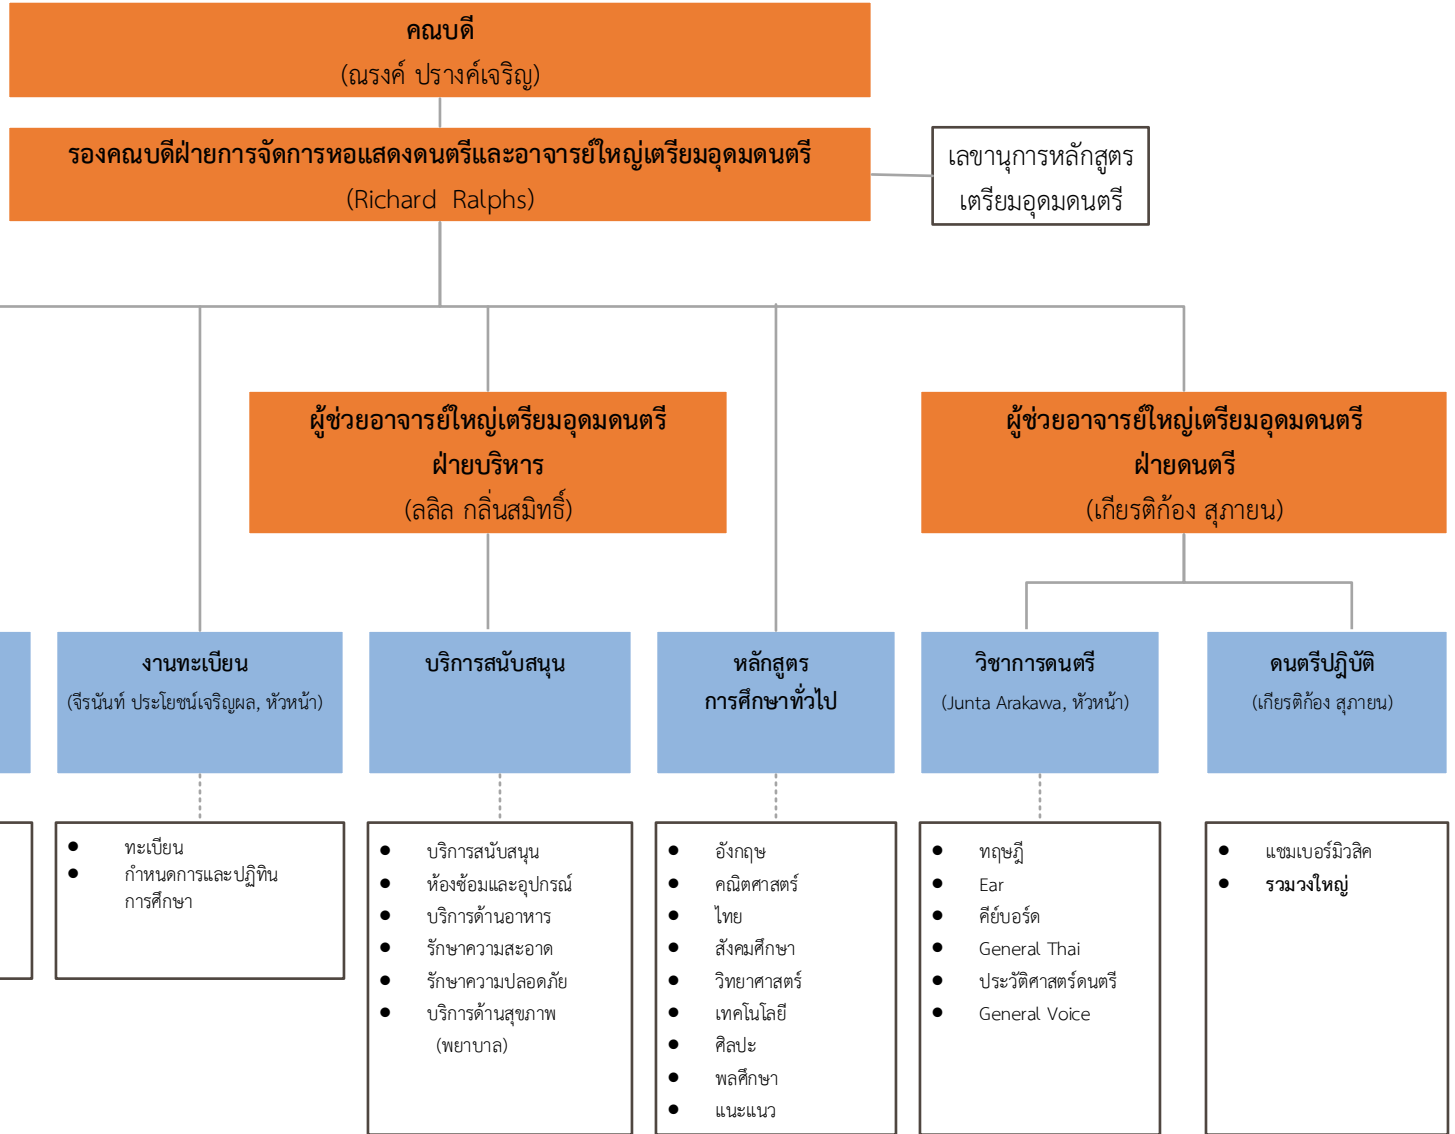 คณบดี
(ณรงค์ ปรางค์เจริญ)
รองคณบดีฝ่ายการจัดการหอแสดงดนตรีและอาจารย์ใหญ่เตรียมอุดมดนตรี
(Richard Ralphs)
เลขานุการหลักสูตร
เตรียมอุดมดนตรี
ผู้ช่วยอาจารย์ใหญ่เตรียมอุดมดนตรี
ฝ่ายบริหาร
(ลลิล กลิ่นสมิทธิ์)
ผู้ช่วยอาจารย์ใหญ่เตรียมอุดมดนตรี
ฝ่ายดนตรี
(เกียรติก้อง สุภายน)
งานทะเบียน
(จีรนันท์ ประโยชน์เจริญผล, หัวหน้า)
บริการสนับสนุน
หลักสูตร
การศึกษาทั่วไป
วิชาการดนตรี
(Junta Arakawa, หัวหน้า)
ดนตรีปฎิบัติ
(เกียรติก้อง สุภายน)
● ทะเบียน
● กำหนดการและปฏิทิน
การศึกษา
● บริการสนับสนุน
● ห้องซ้อมและอุปกรณ์
● บริการด้านอาหาร
● รักษาความสะอาด
● รักษาความปลอดภัย
● บริการด้านสุขภาพ
(พยาบาล)
● อังกฤษ
● คณิตศาสตร์
● ไทย
● สังคมศึกษา
● วิทยาศาสตร์
● เทคโนโลยี
● ศิลปะ
● พลศึกษา
● แนะแนว
● ทฤษฎี
● Ear
● คีย์บอร์ด
● General Thai
● ประวัติศาสตร์ดนตรี
● General Voice
● แชมเบอร์มิวสิค
● รวมวงใหญ่